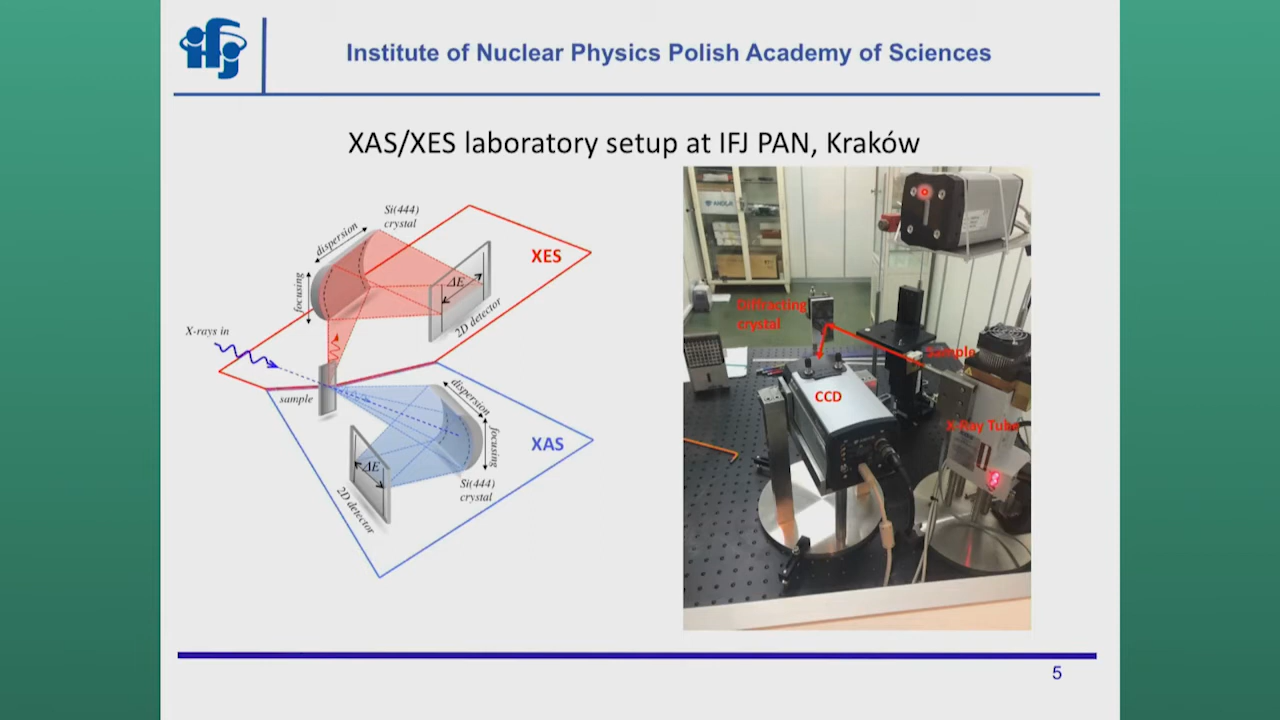 ifj
Institute of Nuclear Physics Polish Academy of Sciences
XAS/XES laboratory setup at IFJ PAN, Kraków
Si(444)
crystal
dispersion
focusing
XES
ΔE
2D detector
X-rays in
sample
dispersion
focusing
XAS
ΔE
Si(444)
crystal
2D detector
Diffracting
crystal
Sample
CCD
X-Ray Tube
5